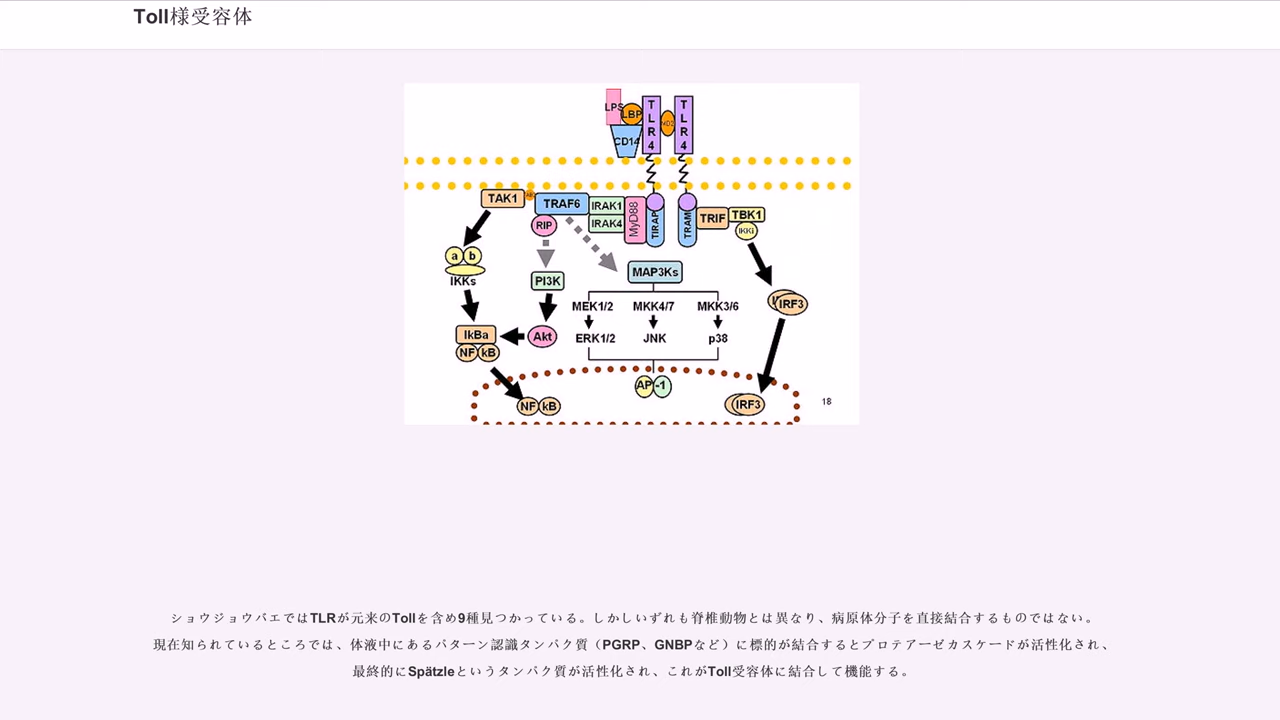 Toll様受容体
LPS
LBP
CD14
TLR4
MD2
TLR4
TAK1
TRAF6
IRAK1
IRAK4
MyD88
TIRAP
TRAM
TRIF
TBK1
IKKi
RIP
a b
IKKs
PI3K
MAP3Ks
MEK1/2 MKK4/7 MKK3/6
IRF3
IkBa
NF kB
Akt
ERK1/2 JNK p38
AP -1
NF kB
IRF3
18
ショウジョウバエではTLRが元来のTollを含め9種見つかっている。しかしいずれも脊椎動物とは異なり、病原体分子を直接結合するものではない。
現在知られているところでは、体液中にあるパターン認識タンパク質（PGRP、GNBPなど）に標的が結合するとプロテアーゼカスケードが活性化され、
最終的にSpätzleというタンパク質が活性化され、これがToll受容体に結合して機能する。